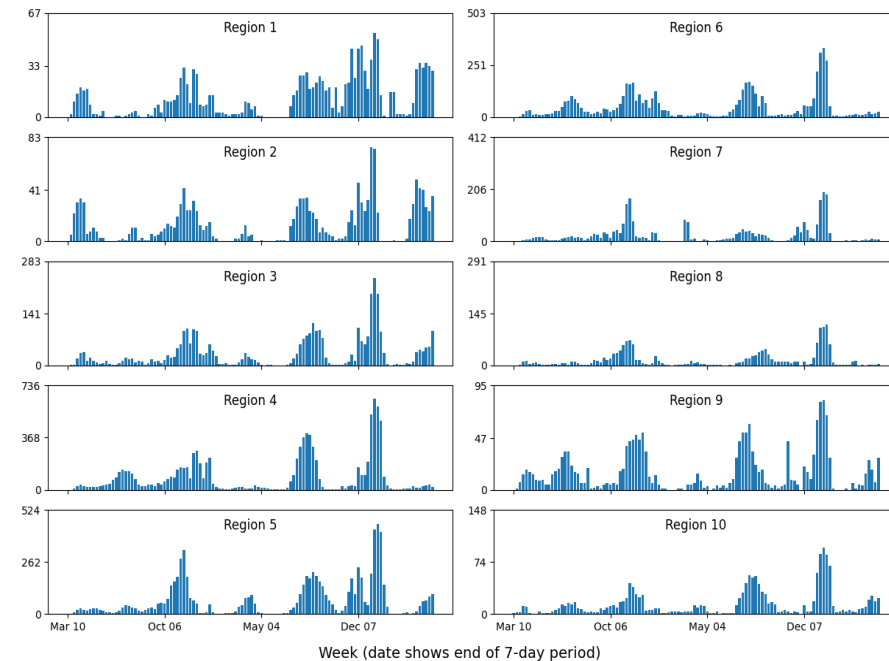 67
33
0
Region 1
503
251
0
Region 6
83
41
0
Region 2
412
206
0
Region 7
283
141
0
Region 3
291
145
0
Region 8
736
368
0
Region 4
95
47
0
Region 9
524
262
0
Region 5
148
74
0
Region 10
Mar 10 Oct 06 May 04 Dec 07
Mar 10 Oct 06 May 04 Dec 07
Week (date shows end of 7-day period)